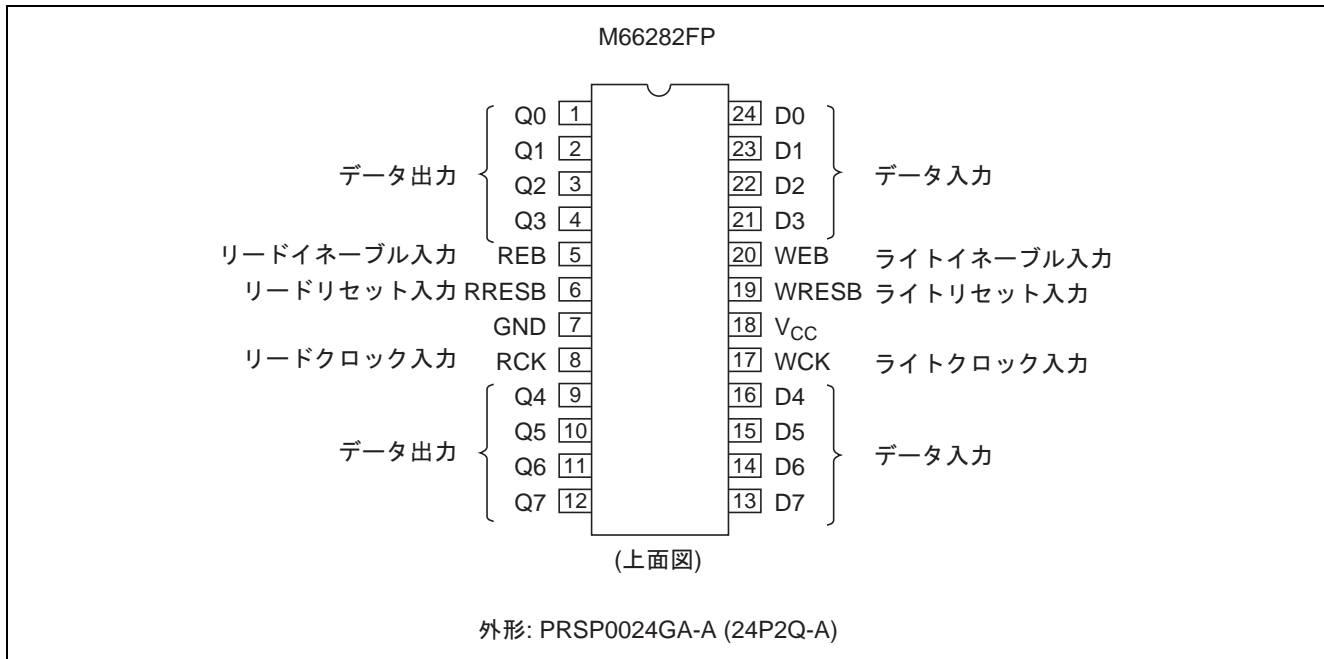 M66282FP
Q0 1 24 D0
Q1 2 23 D1
データ出力 Q2 3 22 D2 データ入力
Q3 4 21 D3
リードイネーブル入力 REB 5 20 WEB ライトイネーブル入力
リードリセット入力 RRESB 6 19 WRESB ライトリセット入力
GND 7 18 VCC
リードクロック入力 RCK 8 17 WCK ライトクロック入力
Q4 9 16 D4
データ出力 Q5 10 15 D5 データ入力
Q6 11 14 D6
Q7 12 13 D7
(上面図)
外形: PRSP0024GA-A (24P2Q-A)